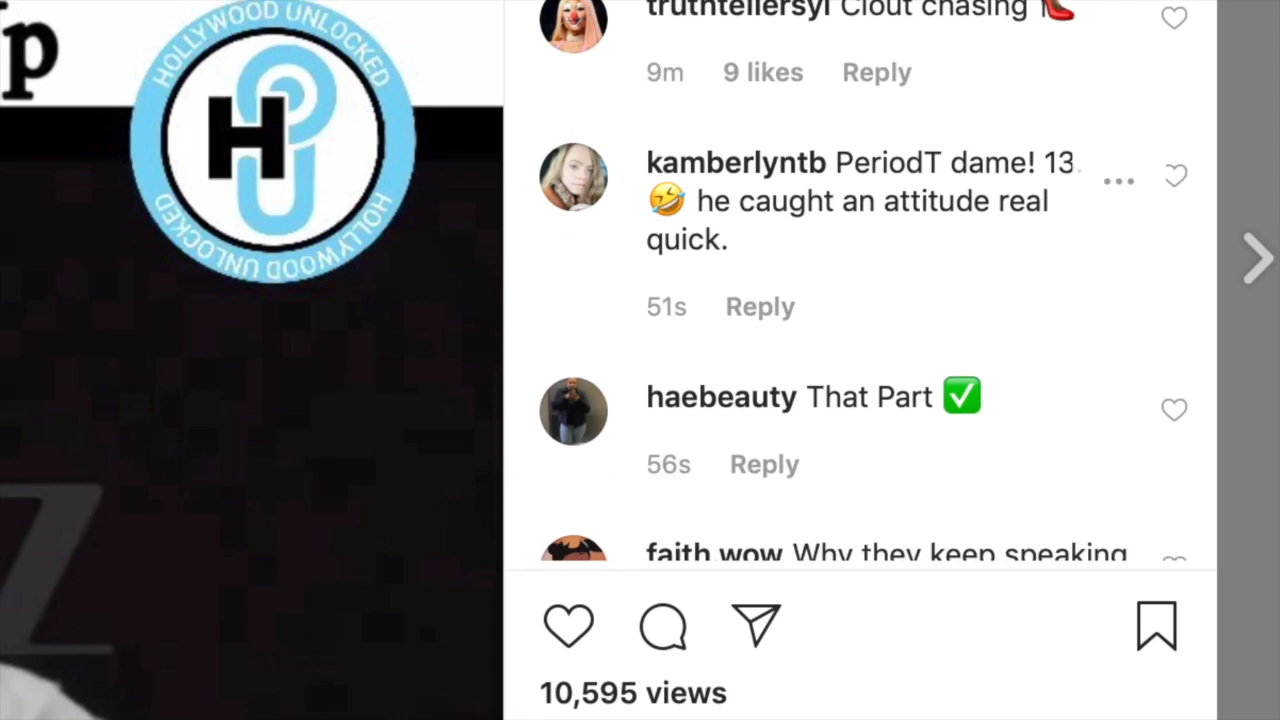 p
HOLLYWOOD UNLOCKED
H
HOLLYWOOD UNLOCKED
Z
truthtellersyl Clout chasing
9m 9 likes Reply
kamberlyntb PeriodT dame! 13.
🤣 he caught an attitude real
quick.
51s Reply
haebeauty That Part ✅
56s Reply
faith wow Why they keep speaking
10,595 views